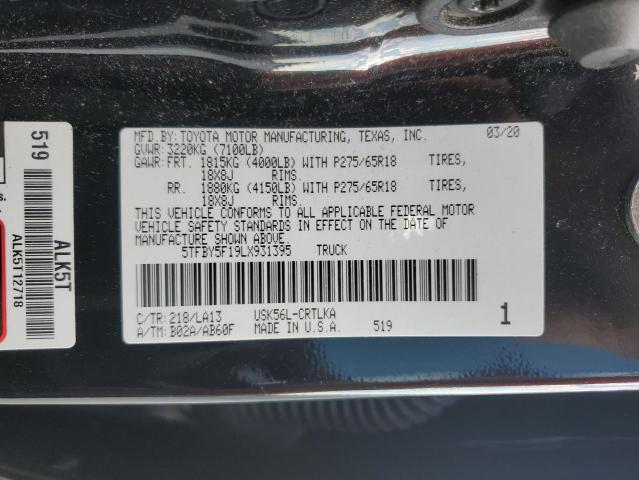 MFD.BY:TOYOTA MOTOR MANUFACTURING, TEXAS, INC. 03/20
GVWR:3220KG (7100LB)
GAWR:FRT. 1815KG (4000LB) WITH P275/65R18 TIRES,
18X8J RIMS.
RR. 1880KG (4150LB) WITH P275/65R18 TIRES,
18X8J RIMS.
THIS VEHICLE CONFORMS TO ALL APPLICABLE FEDERAL MOTOR
VEHICLE SAFETY STANDARDS IN EFFECT ON THE DATE OF
MANUFACTURE SHOWN ABOVE.
5TFBY5F19LX931395 TRUCK
C/TR:218/LA13 USK56L-CRTLKA
A/TM:B02A/AB60F MADE IN U.S.A. 519 1
519
ALK5T
ALK5T12718
s.